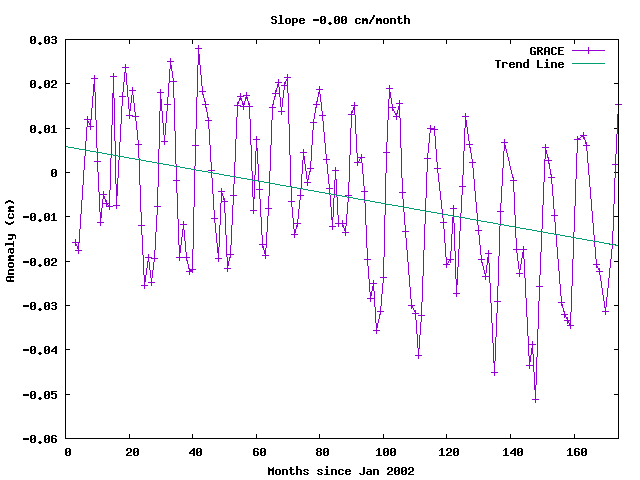 Slope -0.00 cm/month
GRACE
Trend Line
0.03
0.02
0.01
0
-0.01
-0.02
-0.03
-0.04
-0.05
-0.06
Anomaly (cm)
0 20 40 60 80 100 120 140 160
Months since Jan 2002